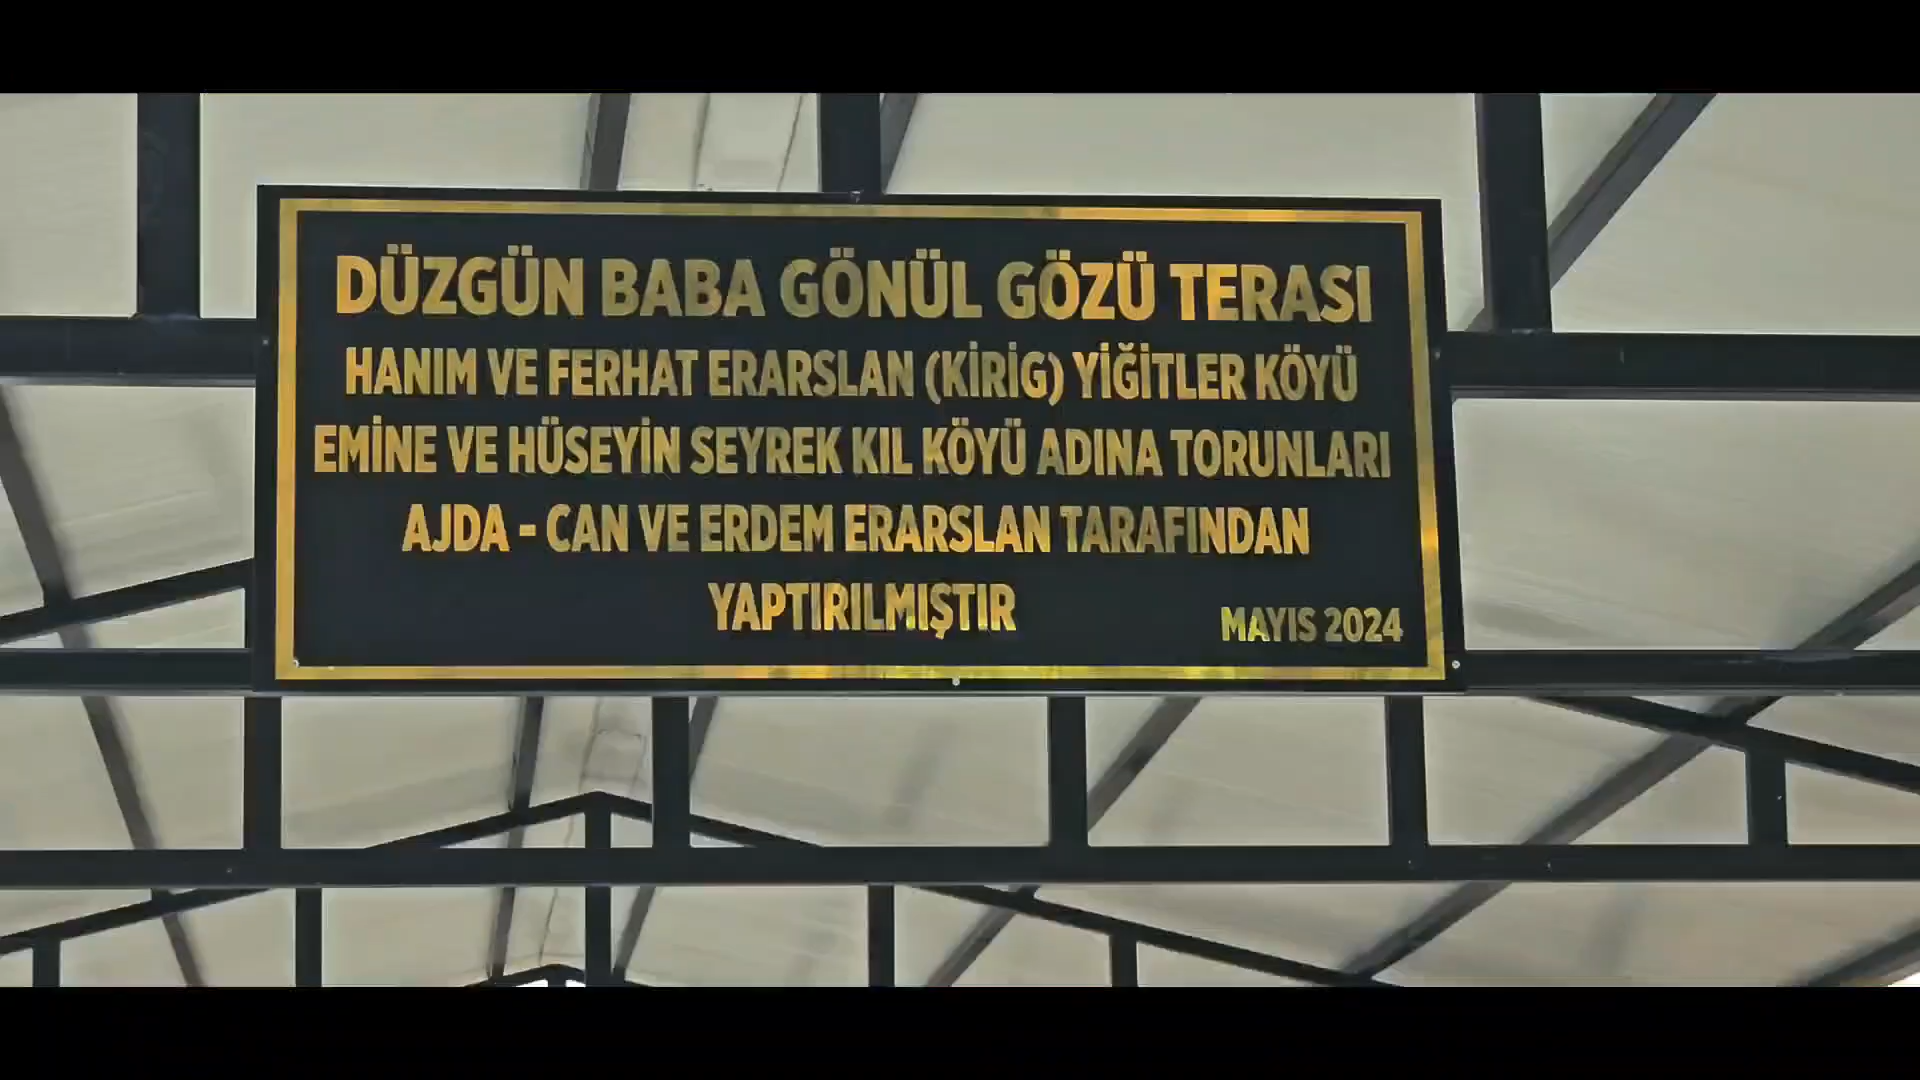 DÜZGÜN BABA GÖNÜL GÖZÜ TERASI
HANIM VE FERHAT ERARSLAN (KİRİG) YİĞİTLER KÖYÜ
EMİNE VE HÜSEYİN SEYREK KIL KÖYÜ ADINA TORUNLARI
AJDA - CAN VE ERDEM ERARSLAN TARAFINDAN
YAPTIRILMIŞTIR
MAYIS 2024